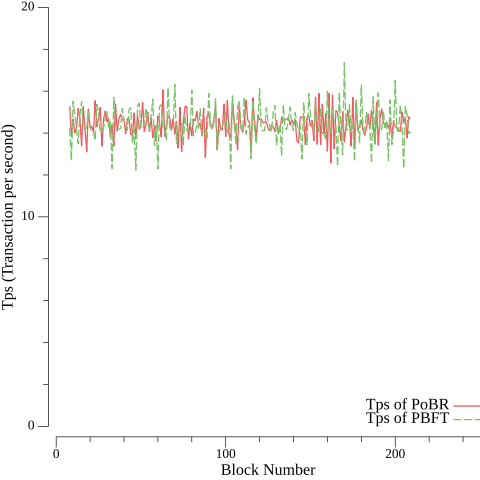 20
10
0
Tps (Transaction per second)
Tps of PoBR
Tps of PBFT
0
100
200
Block Number